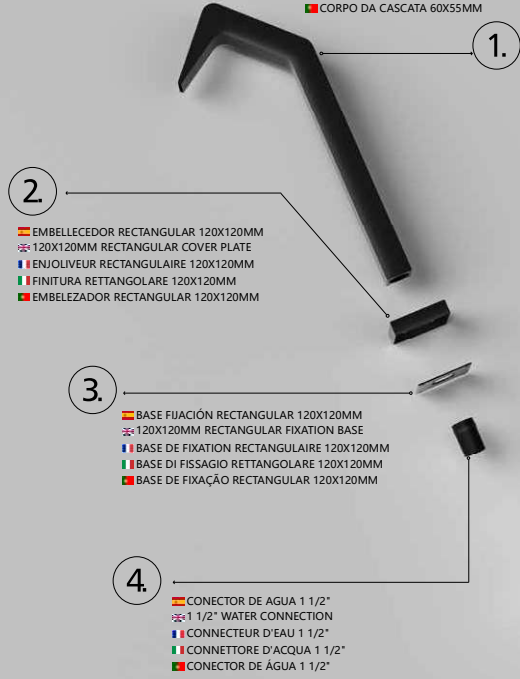 CORPO DA CASCATA 60X55MM
1.
2.
EMBELLECEDOR RECTANGULAR 120X120MM
120X120MM RECTANGULAR COVER PLATE
ENJOLIVEUR RECTANGULAIRE 120X120MM
FINITURA RETTANGOLARE 120X120MM
EMBELEZADOR RECTANGULAR 120X120MM
3.
BASE FIJACIÓN RECTANGULAR 120X120MM
120X120MM RECTANGULAR FIXATION BASE
BASE DE FIXATION RECTANGULAIRE 120X120MM
BASE DI FISSAGIO RETTANGOLARE 120X120MM
BASE DE FIXAÇÃO RECTANGULAR 120X120MM
4.
CONECTOR DE AGUA 1 1/2"
1 1/2" WATER CONNECTION
CONNECTEUR D'EAU 1 1/2"
CONNETTORE D'ACQUA 1 1/2"
CONECTOR DE ÁGUA 1 1/2"